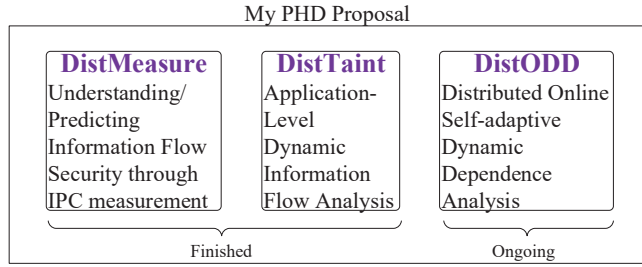 My PHD Proposal
DistMeasure
Understanding/
Predicting
Information Flow
Security through
IPC measurement
DistTaint
Application-
Level
Dynamic
Information
Flow Analysis
DistODD
Distributed Online
Self-adaptive
Dynamic
Dependence
Analysis
Finished
Ongoing